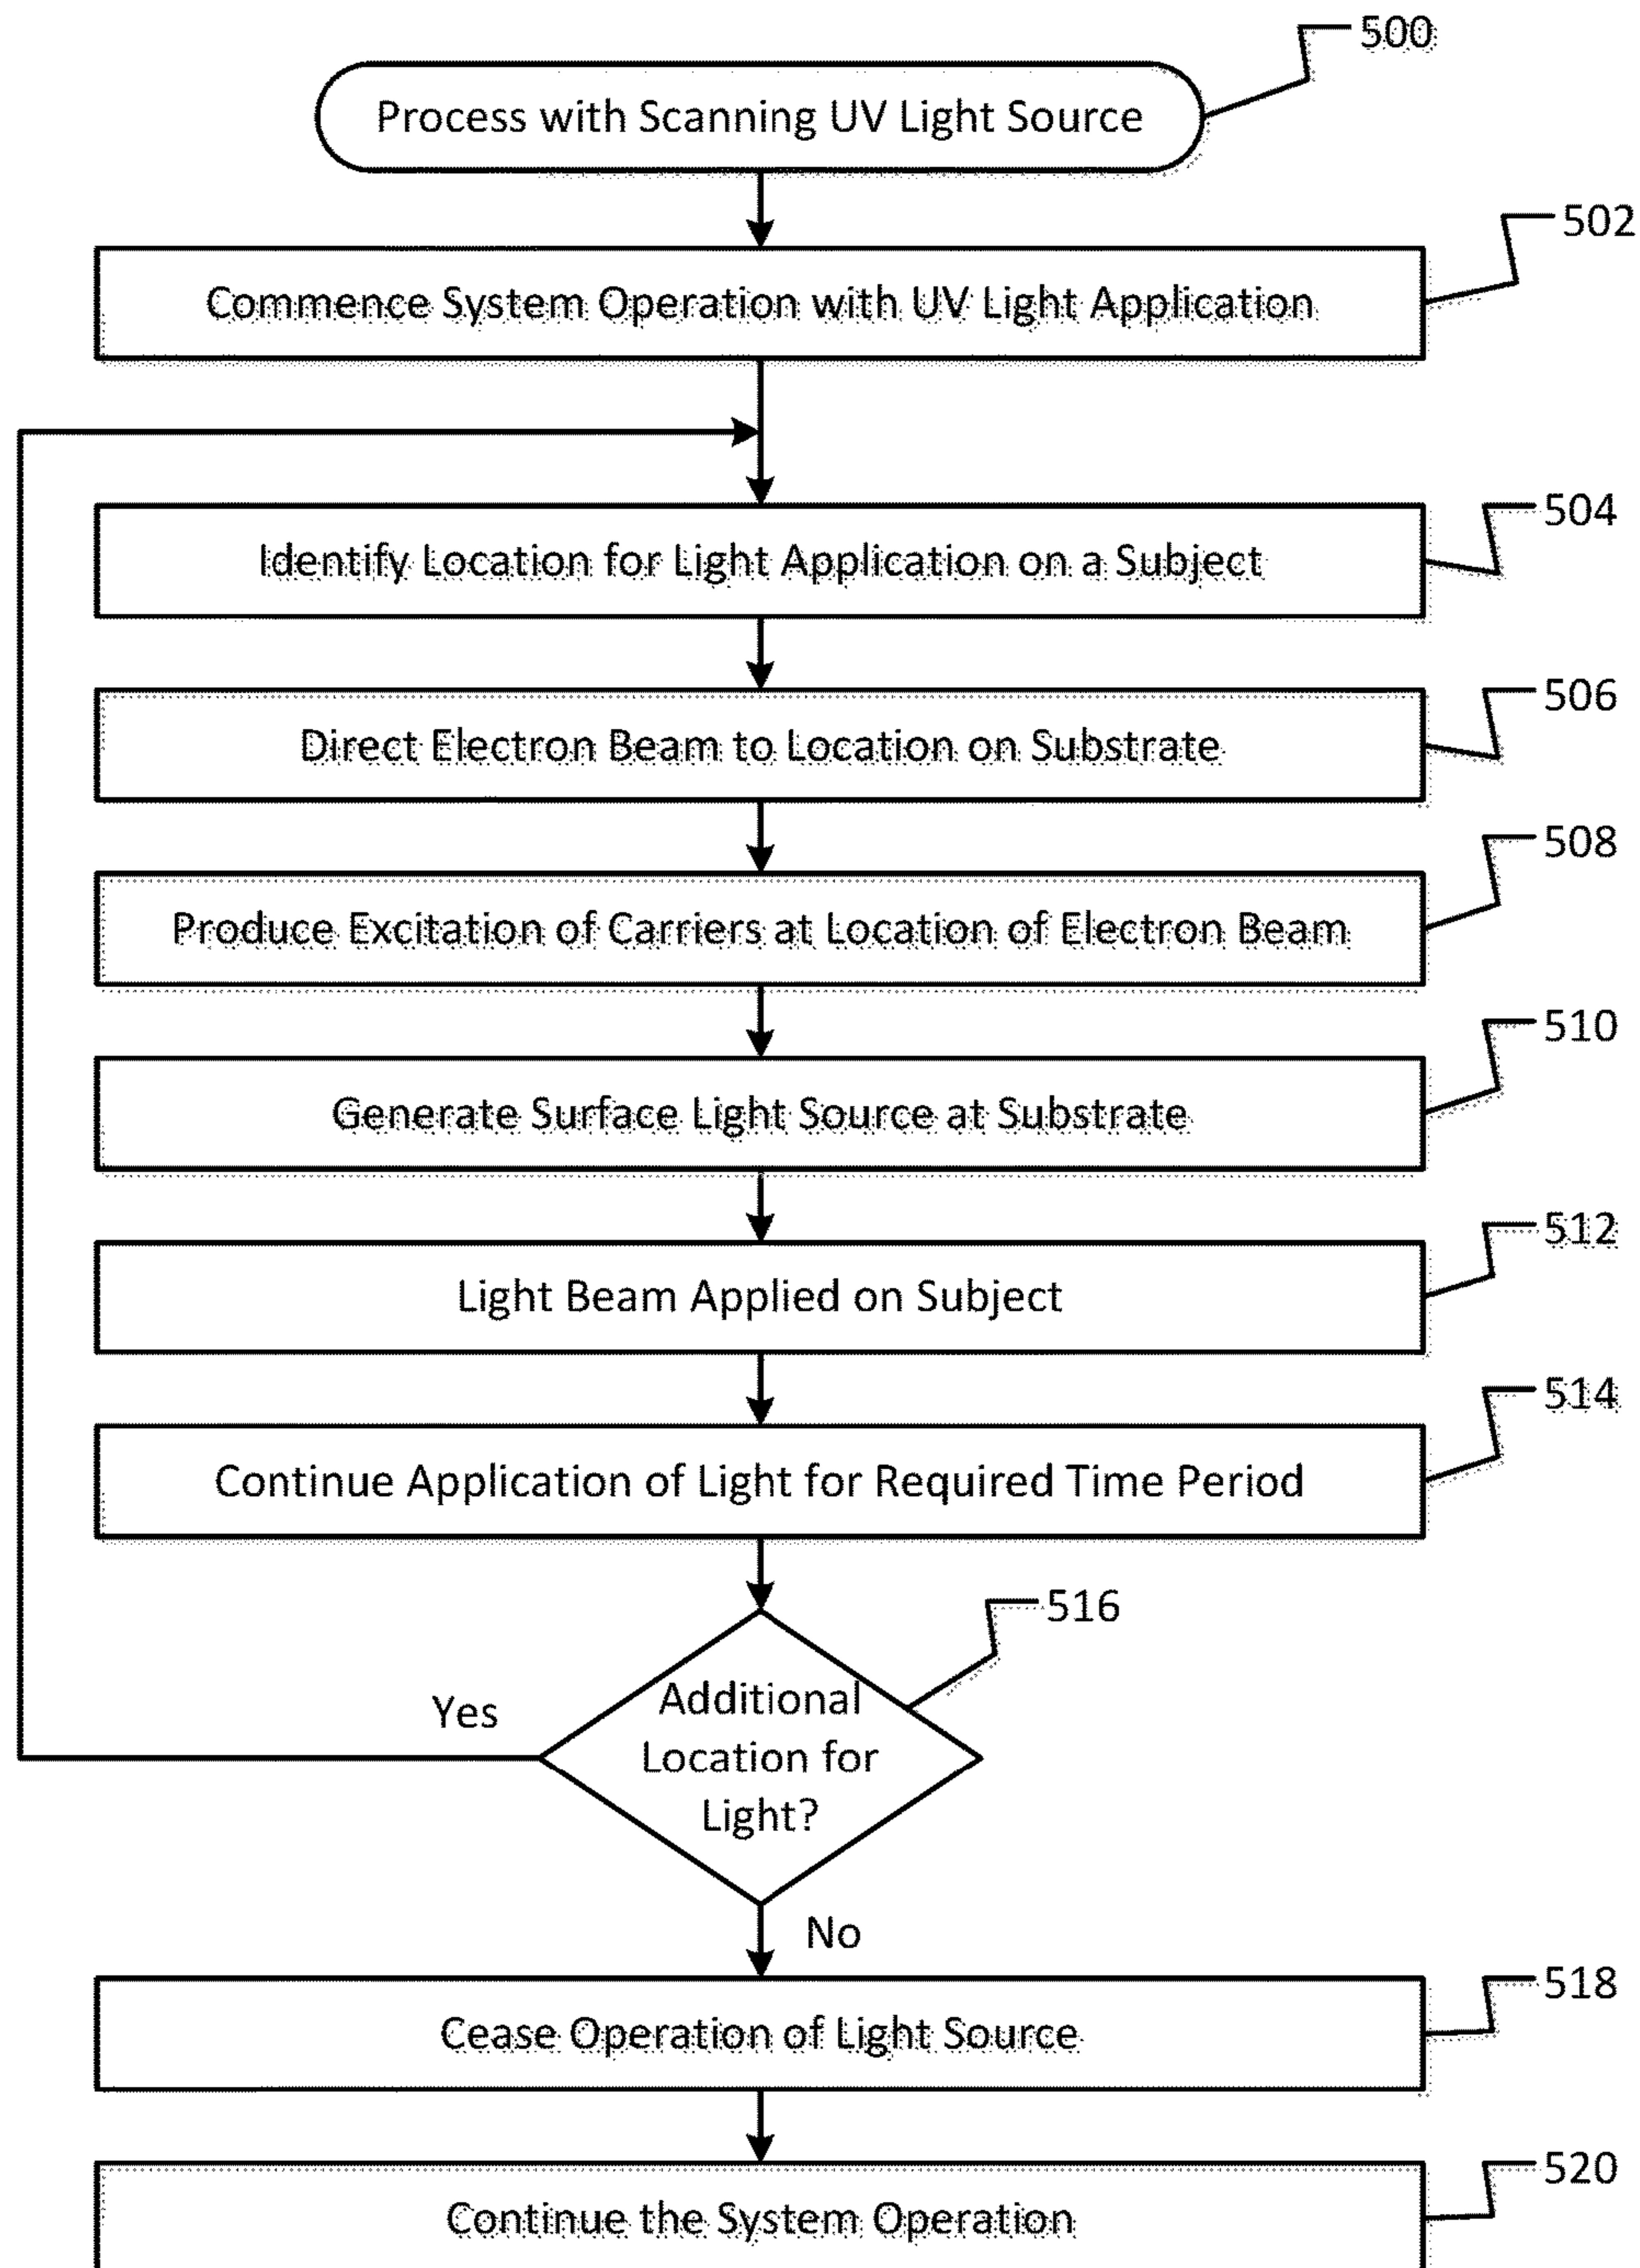 500
Process with Scanning UV Light Source
502
Commence System Operation with UV Light Application
504
Identify Location for Light Application on a Subject
506
Direct Electron Beam to Location on Substrate
508
Produce Excitation of Carriers at Location of Electron Beam
510
Generate Surface Light Source at Substrate
512
Light Beam Applied on Subject
514
Continue Application of Light for Required Time Period
516
Additional
Location for
Light?
Yes
No
518
Cease Operation of Light Source
520
Continue the System Operation